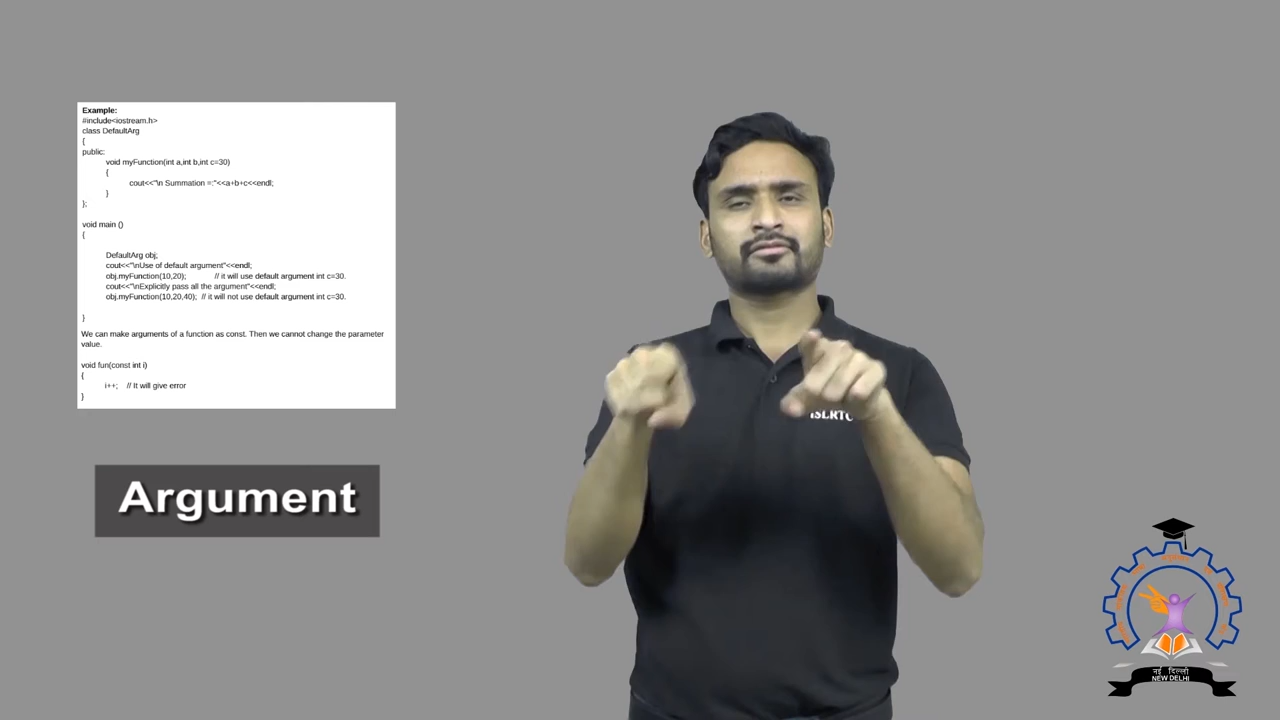 Example:
#include<iostream.h>
class DefaultArg
{
public:
void myFunction(int a,int b,int c=30)
{
cout<<"\n Summation =:"<<a+b+c<<endl;
}
};
void main ()
{
DefaultArg obj;
cout<<"\nUse of default argument"<<endl;
obj.myFunction(10,20); // it will use default argument int c=30.
cout<<"\nExplicitly pass all the argument"<<endl;
obj.myFunction(10,20,40); // it will not use default argument int c=30.
}
We can make arguments of a function as const. Then we cannot change the parameter
value.
void fun(const int i)
{
i++; // It will give error
}
Argument
ISLRTC
नई दिल्ली
NEW DELHI